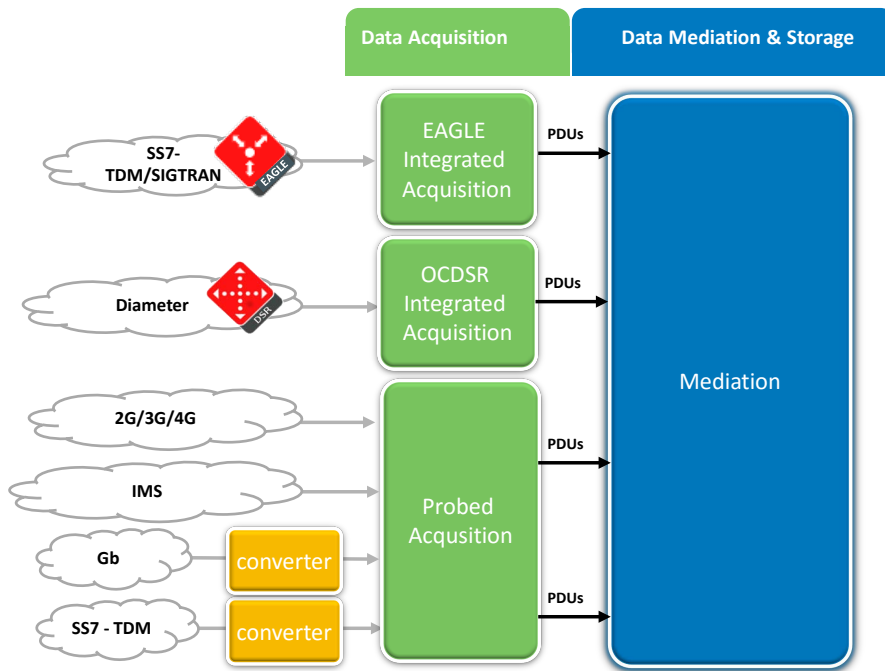 Data Acquisition
Data Mediation & Storage
SS7-
TDM/SIGTRAN
EAGLE
EAGLE
Integrated
Acquisition
PDUs
Diameter
DSR
OCDSR
Integrated
Acquisition
PDUs
Mediation
2G/3G/4G
PDUs
IMS
Probed
Acqusition
Gb
converter
SS7 - TDM
converter
PDUs